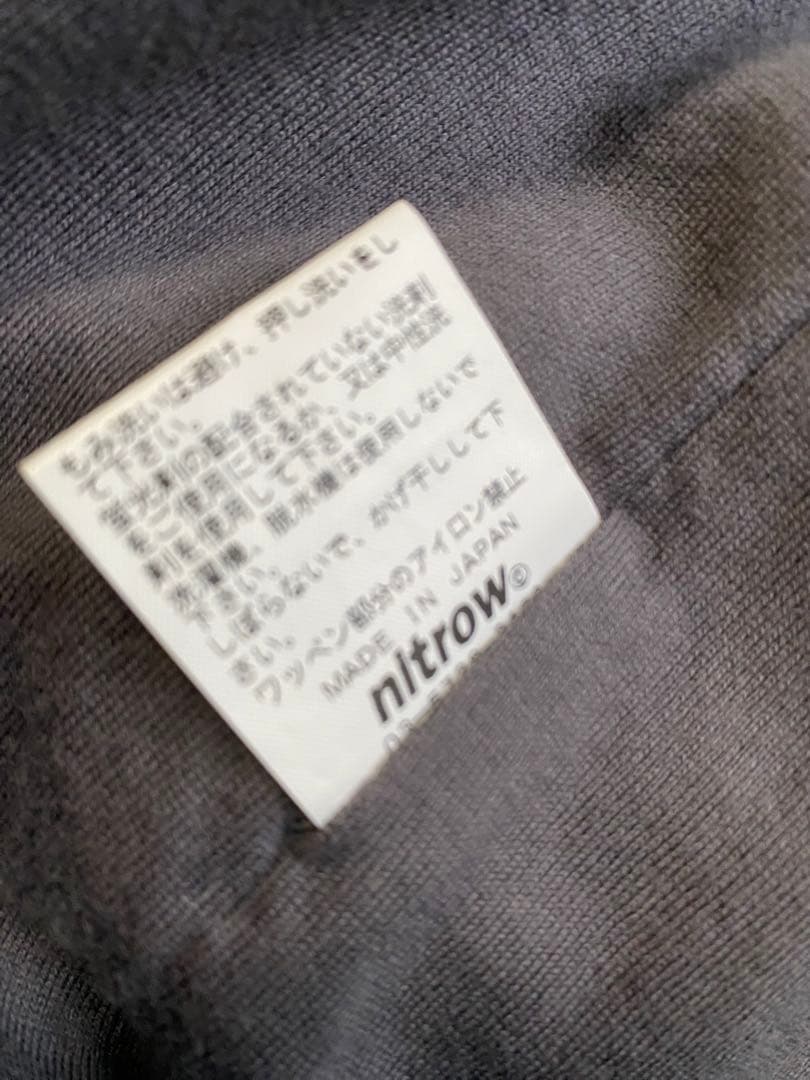 もみ洗いは避け、押し洗いをし
て下さい。
蛍光剤の配合されていない洗剤
をご使用になるか、又は中性洗
剤を使用して下さい。
洗濯機、脱水機は使用しないで
下さい。
しぼらないで、かげ干しして下
さい。
ワッペン部分のアイロン禁止
MADE IN JAPAN
nitrow©